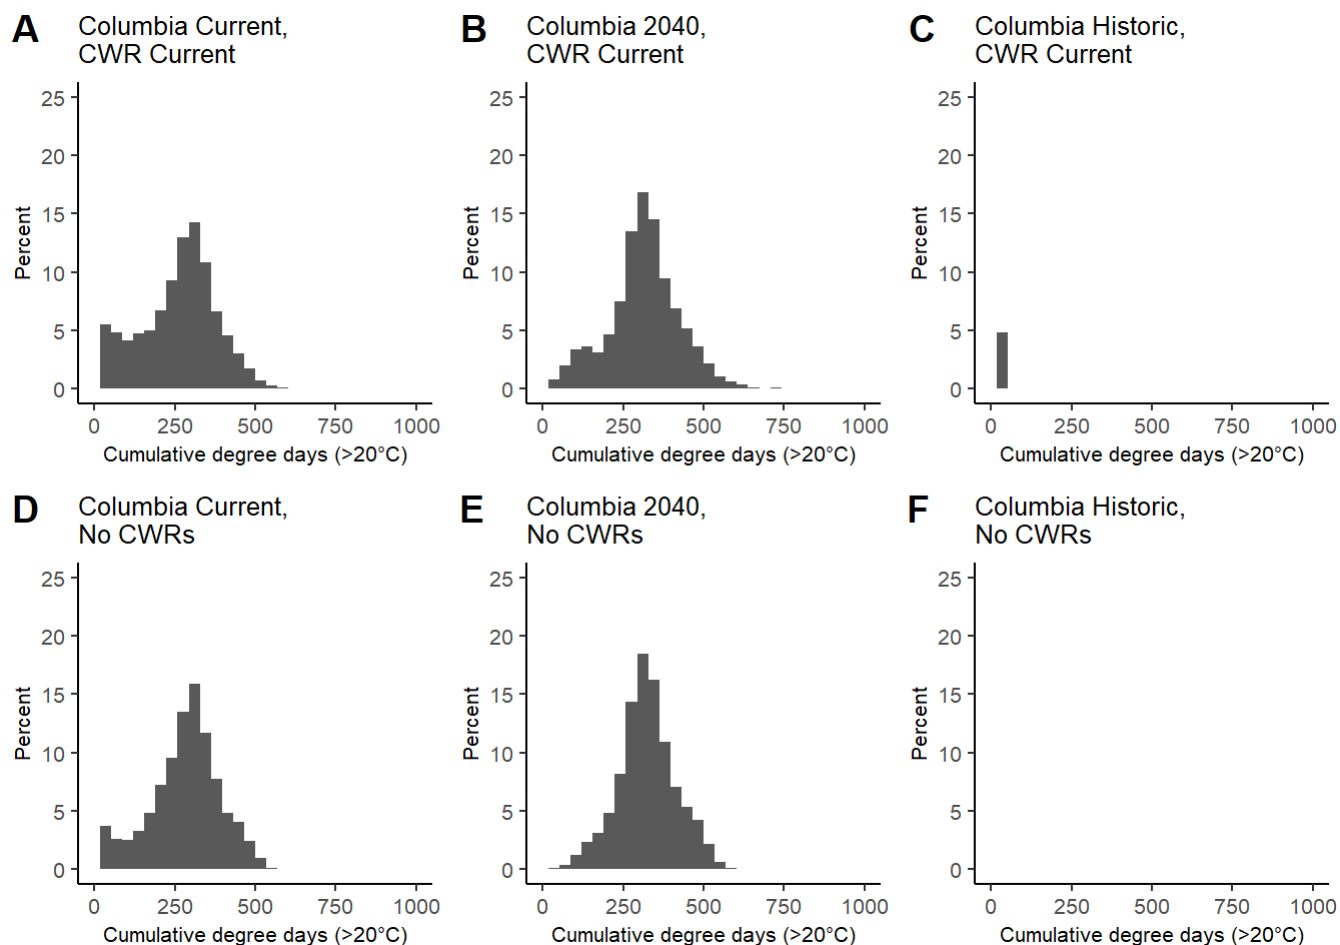 A
Columbia Current,
CWR Current
25
20
15
10
5
0
Percent
0 250 500 750 1000
Cumulative degree days (>20°C)
B
Columbia 2040,
CWR Current
25
20
15
10
5
0
Percent
0 250 500 750 1000
Cumulative degree days (>20°C)
C
Columbia Historic,
CWR Current
25
20
15
10
5
0
Percent
0 250 500 750 1000
Cumulative degree days (>20°C)
D
Columbia Current,
No CWRs
25
20
15
10
5
0
Percent
0 250 500 750 1000
Cumulative degree days (>20°C)
E
Columbia 2040,
No CWRs
25
20
15
10
5
0
Percent
0 250 500 750 1000
Cumulative degree days (>20°C)
F
Columbia Historic,
No CWRs
25
20
15
10
5
0
Percent
0 250 500 750 1000
Cumulative degree days (>20°C)